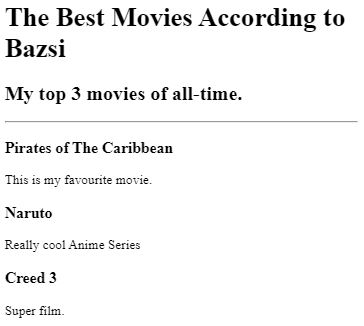 The Best Movies According to
Bazsi
My top 3 movies of all-time.
Pirates of The Caribbean
This is my favourite movie.
Naruto
Really cool Anime Series
Creed 3
Super film.